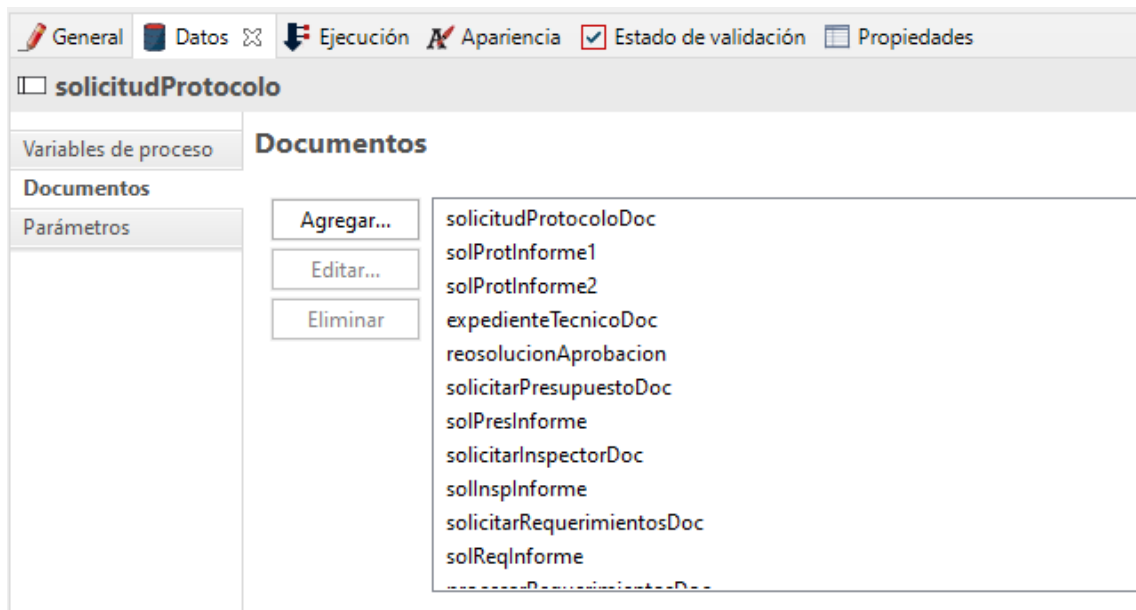 General Datos Ejecución Apariencia Estado de validación Propiedades
solicitudProtocolo
Variables de proceso
Documentos
Parámetros
Documentos
Agregar...
Editar...
Eliminar
solicitudProtocoloDoc
solProtInforme1
solProtInforme2
expedienteTecnicoDoc
reosolucionAprobacion
solicitarPresupuestoDoc
solPresInforme
solicitarInspectorDoc
solInspInforme
solicitarRequerimientosDoc
solReqInforme